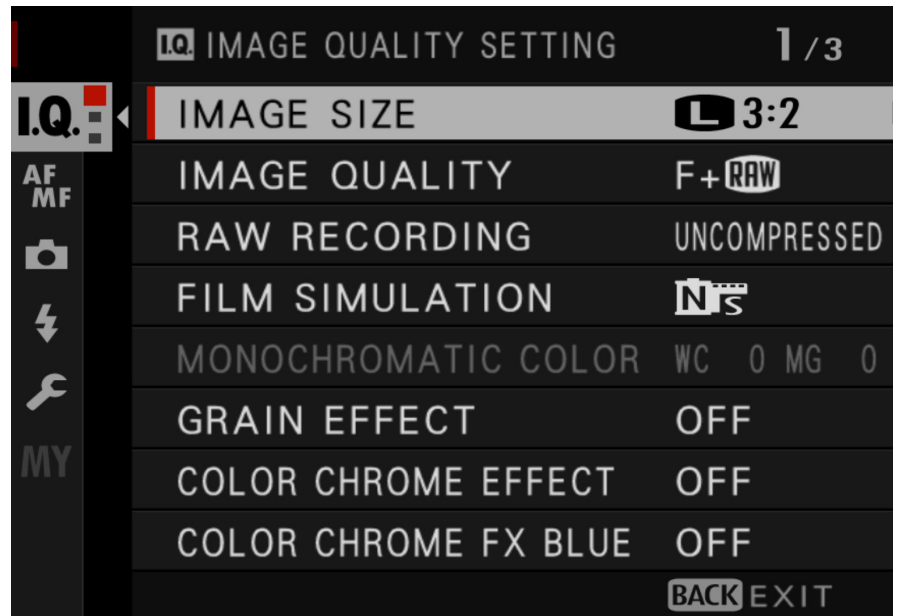 I.Q. IMAGE QUALITY SETTING 1/3
I.Q. IMAGE SIZE L 3:2
AF MF
IMAGE QUALITY F+RAW
RAW RECORDING UNCOMPRESSED
FILM SIMULATION N S
MONOCHROMATIC COLOR WC 0 MG 0
GRAIN EFFECT OFF
MY
COLOR CHROME EFFECT OFF
COLOR CHROME FX BLUE OFF
BACK EXIT